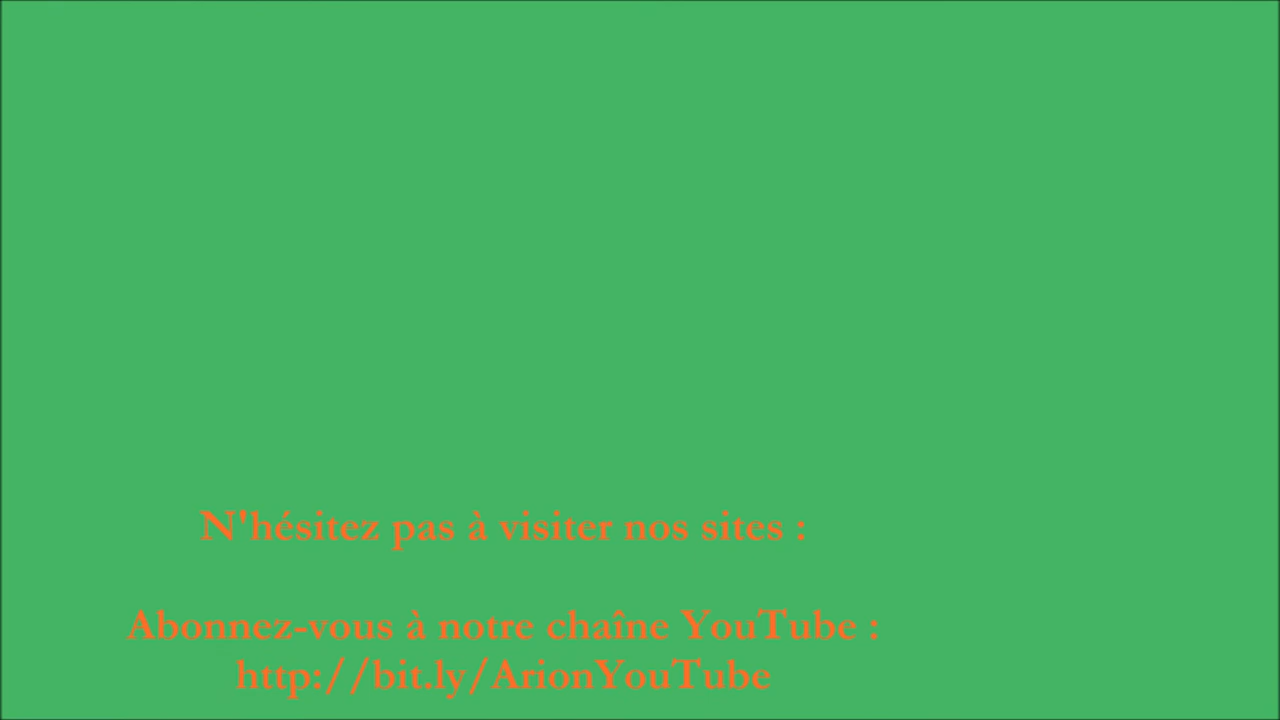 N'hésitez pas à visiter nos sites :
Abonnez-vous à notre chaîne YouTube :
http://bit.ly/ArionYouTube